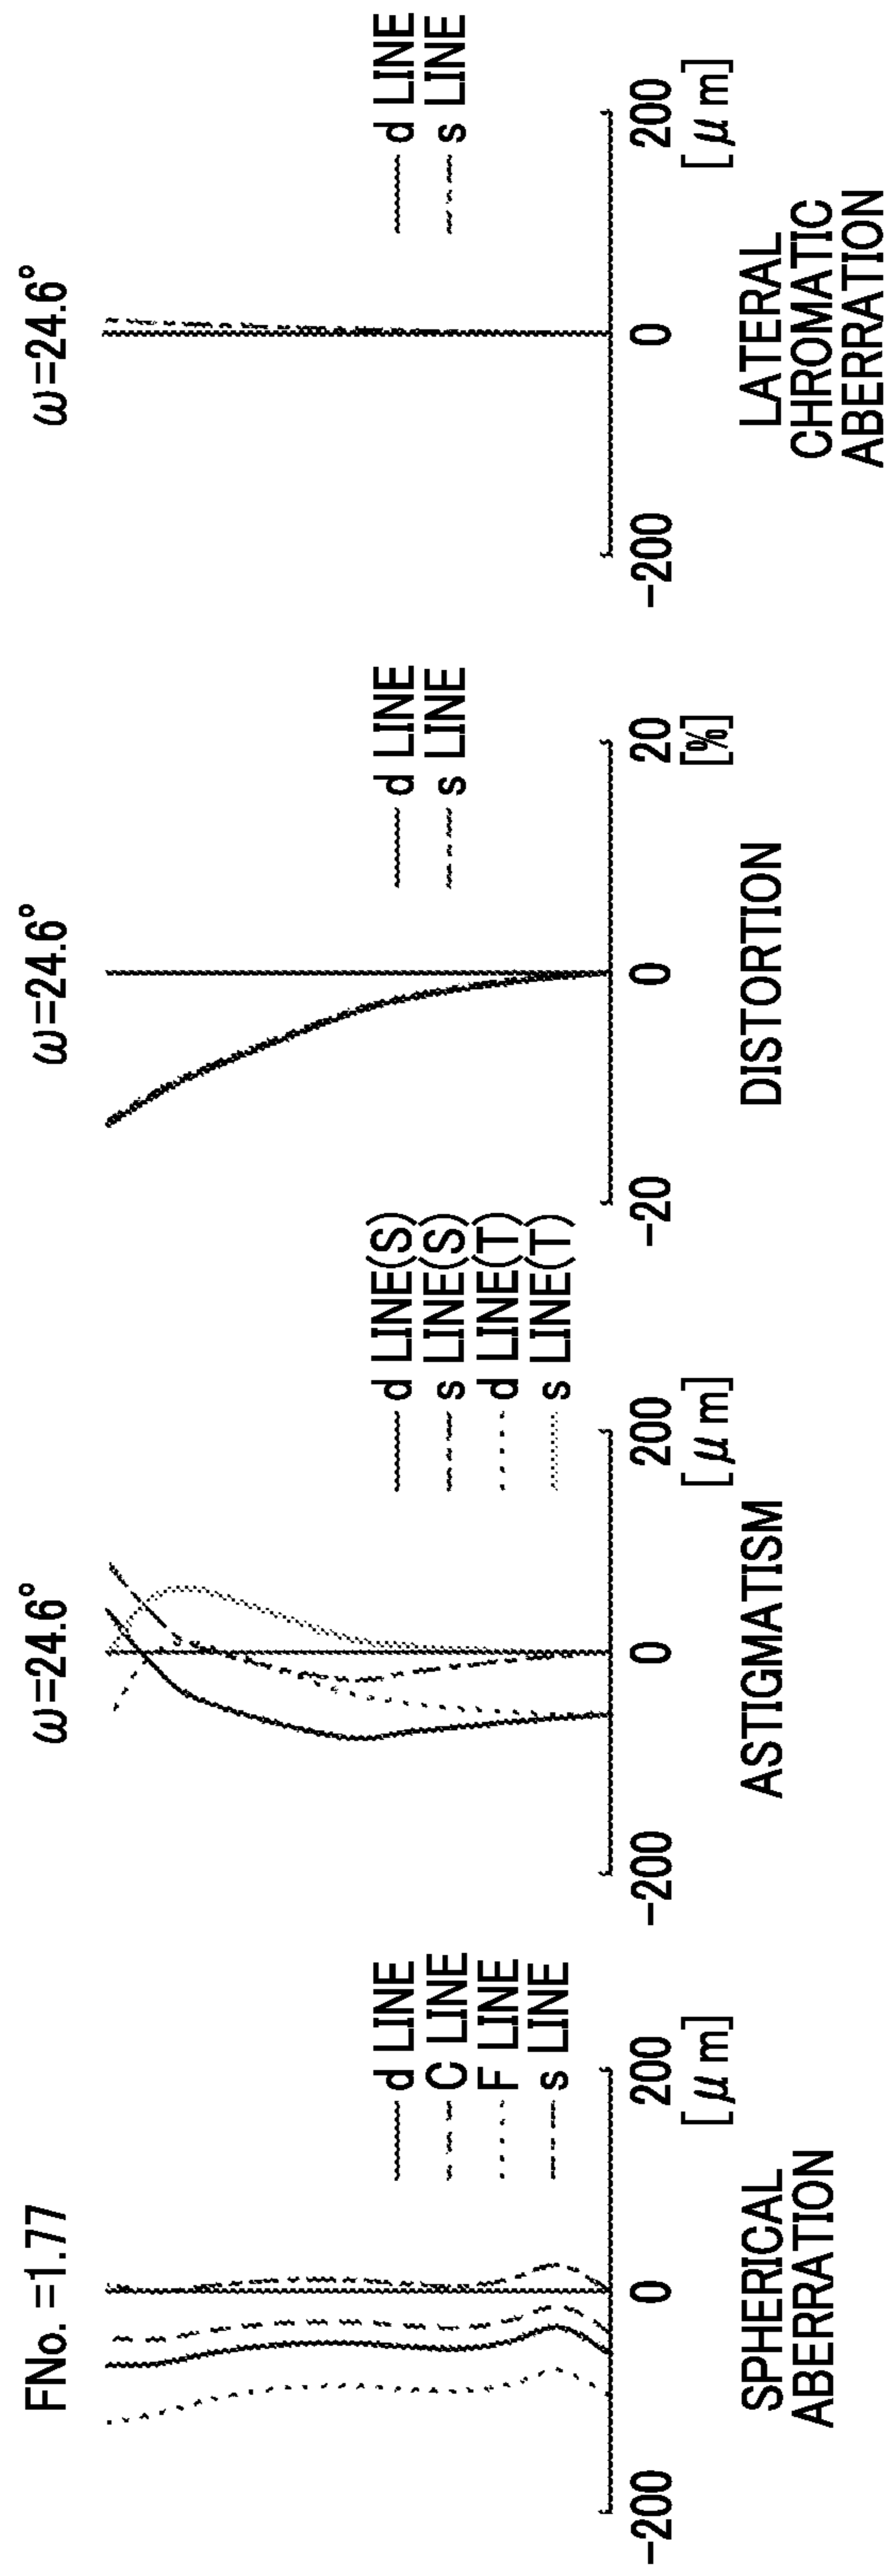 FNo. =1.77
d LINE
C LINE
F LINE
s LINE
-200
0
200
[μm]
SPHERICAL
ABERRATION
ω=24.6°
d LINE(S)
s LINE(S)
d LINE(T)
s LINE(T)
-200
0
200
[μm]
ASTIGMATISM
ω=24.6°
d LINE
s LINE
-20
0
20
[%]
DISTORTION
ω=24.6°
d LINE
s LINE
-200
0
200
[μm]
LATERAL
CHROMATIC
ABERRATION